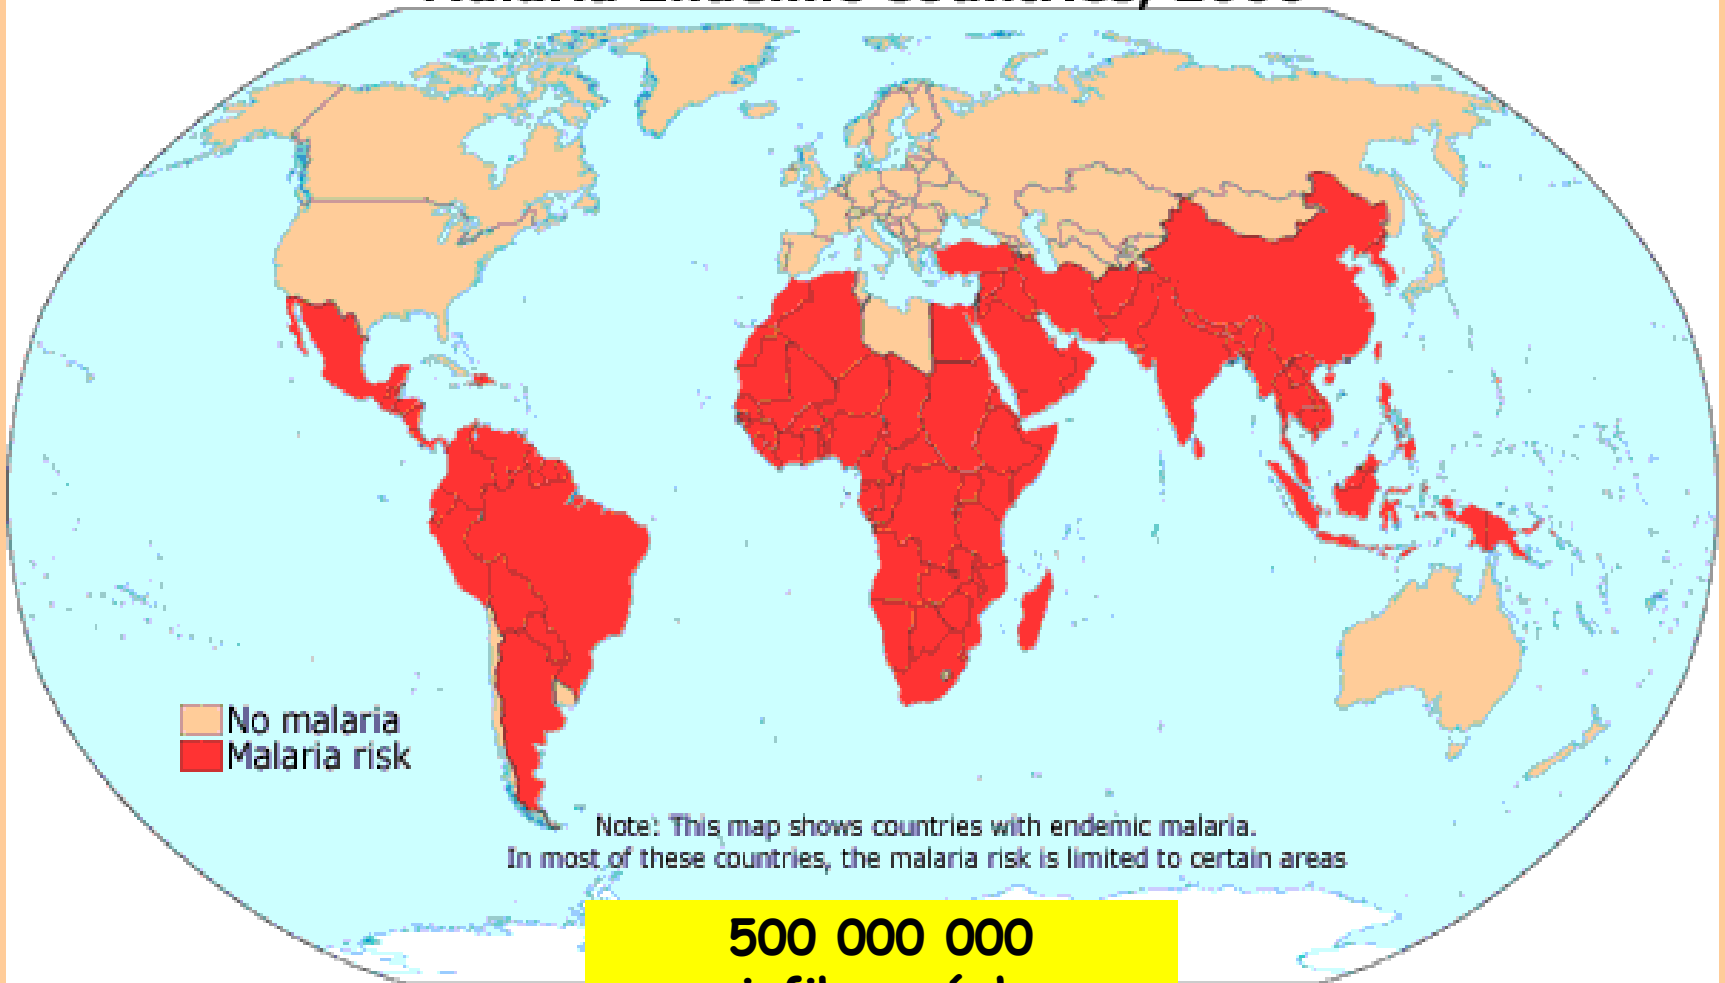 No malaria
Malaria risk
Note: This map shows countries with endemic malaria.
In most of these countries, the malaria risk is limited to certain areas
500 000 000